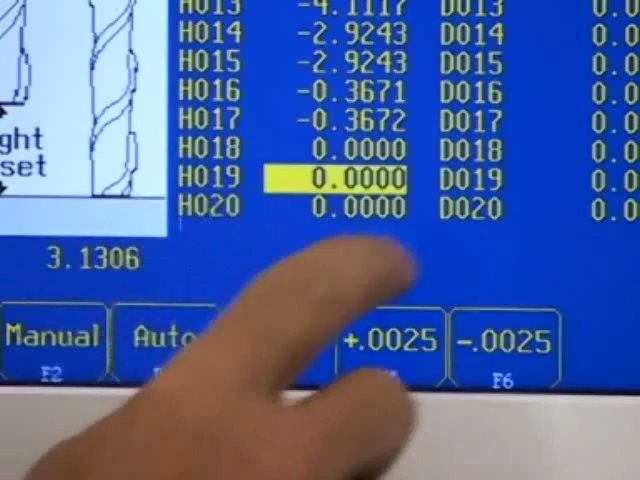 H013 -4.1117 D013 0.0
H014 -2.9243 D014 0.0
H015 -2.9243 D015 0.0
H016 -0.3671 D016 0.0
H017 -0.3672 D017 0.0
H018 0.0000 D018 0.0
H019 0.0000 D019 0.0
H020 0.0000 D020 0.0
ght
set
3.1306
Manual Auto +.0025 -.0025
F2 F6